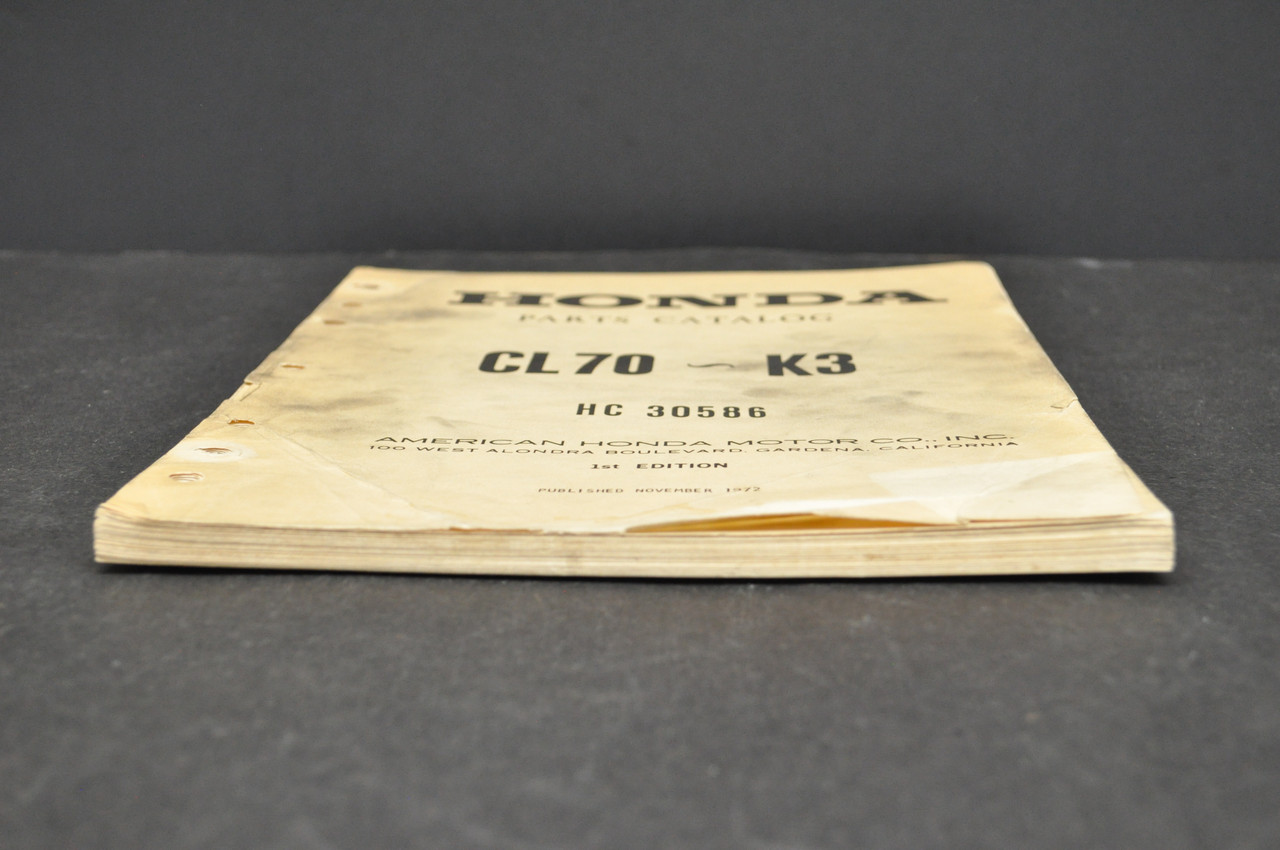 HONDA
PARTS CATALOG
CL70 ~ K3
HC 30586
AMERICAN HONDA MOTOR CO., INC.
100 WEST ALONDRA BOULEVARD, GARDENA, CALIFORNIA
1st EDITION
PUBLISHED NOVEMBER 1972